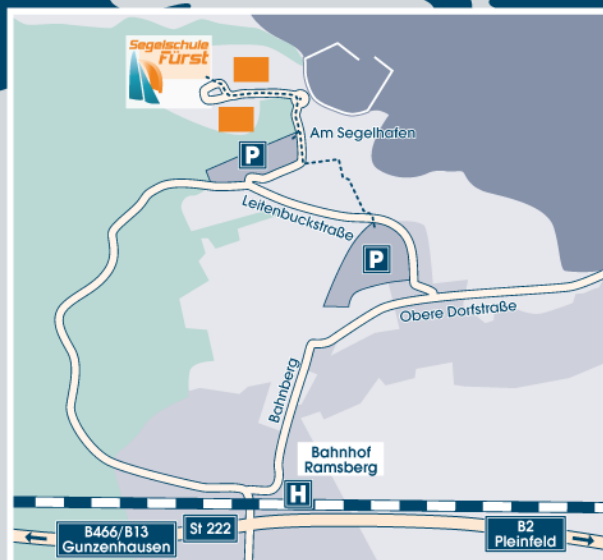 Segelschule
Fürst
Am Segelhafen
P
Leitenbuckstraße
P
Obere Dorfstraße
Bahnberg
Bahnhof
Ramsberg
H
B466/B13
Gunzenhausen
St 222
B2
Pleinfeld